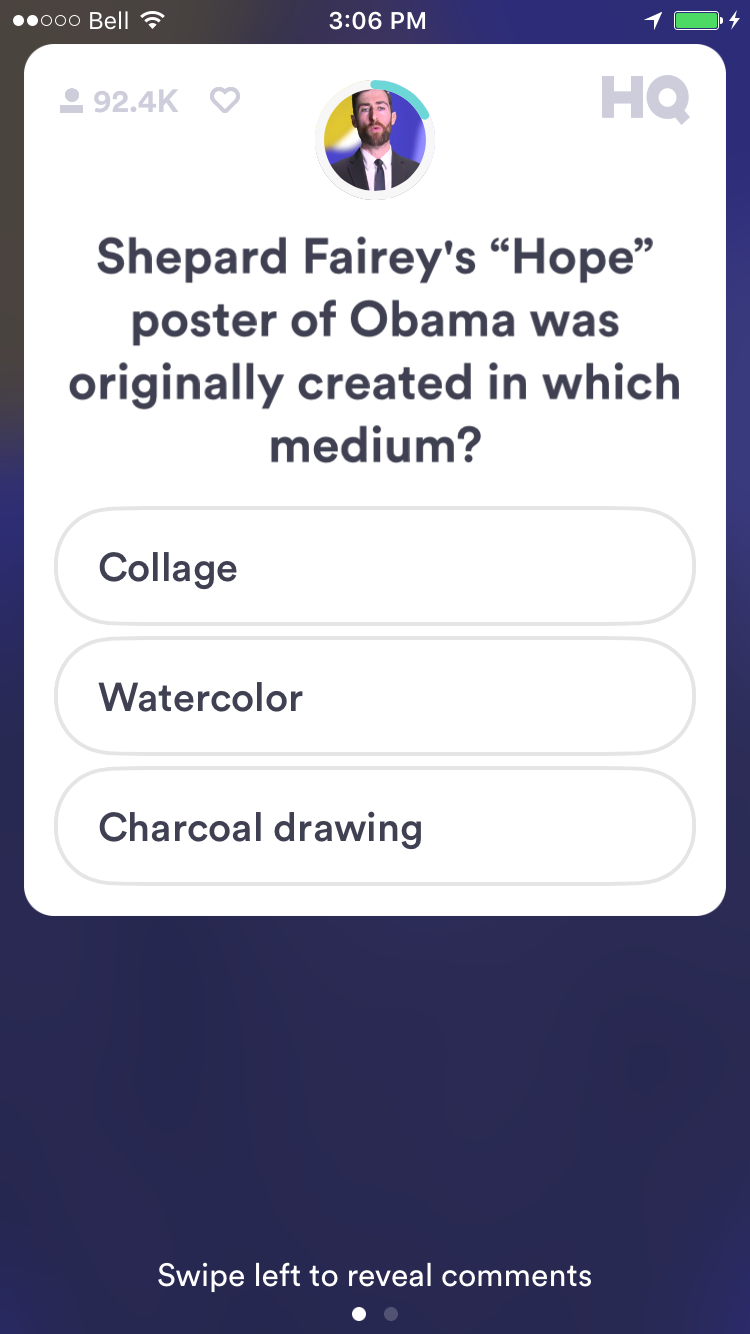 Bell 3:06 PM
92.4K HQ
Shepard Fairey's “Hope”
poster of Obama was
originally created in which
medium?
Collage
Watercolor
Charcoal drawing
Swipe left to reveal comments